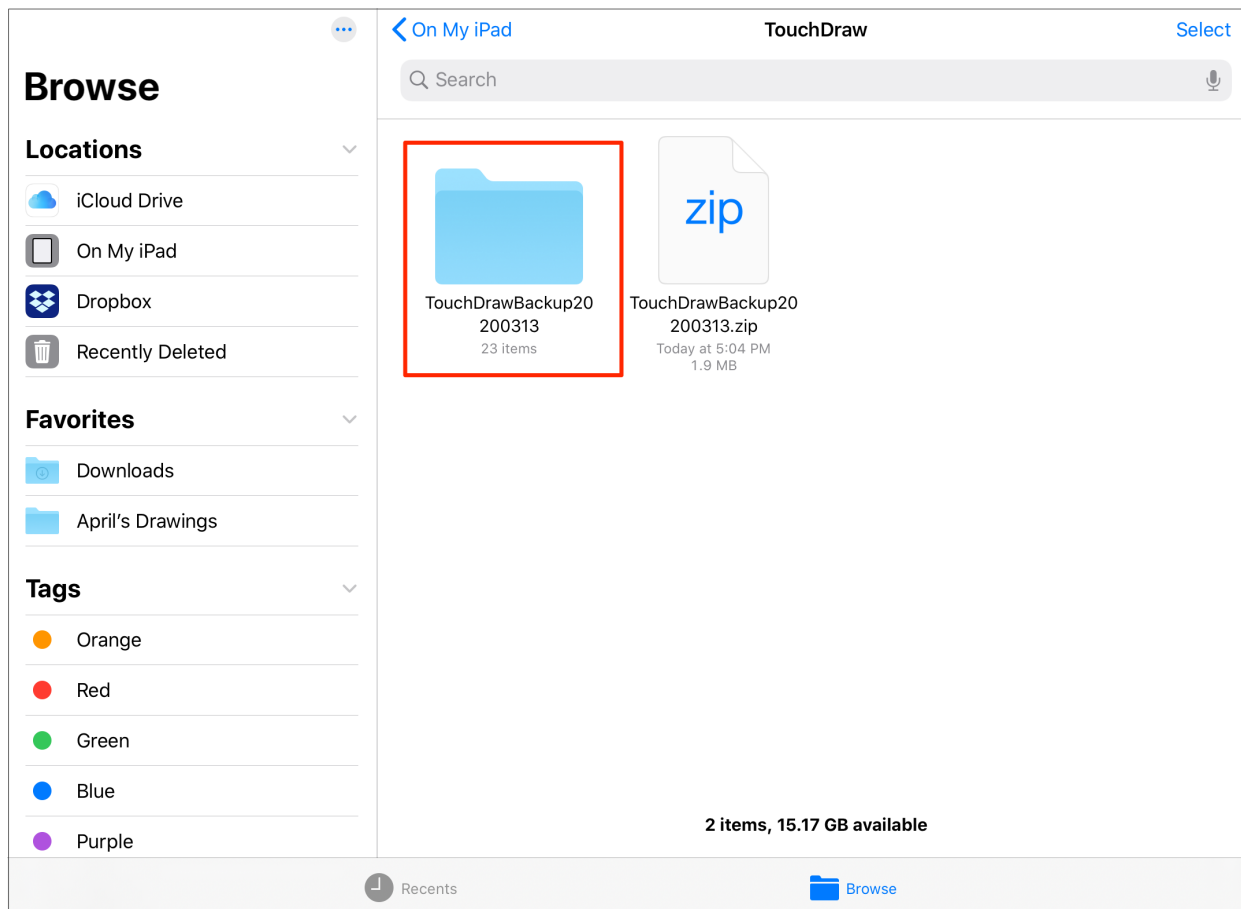 Browse
Locations
iCloud Drive
On My iPad
Dropbox
Recently Deleted
Favorites
Downloads
April’s Drawings
Tags
Orange
Red
Green
Blue
Purple
On My iPad
TouchDraw
Select
Search
TouchDrawBackup20
200313
23 items
zip
TouchDrawBackup20
200313.zip
Today at 5:04 PM
1.9 MB
2 items, 15.17 GB available
Recents
Browse